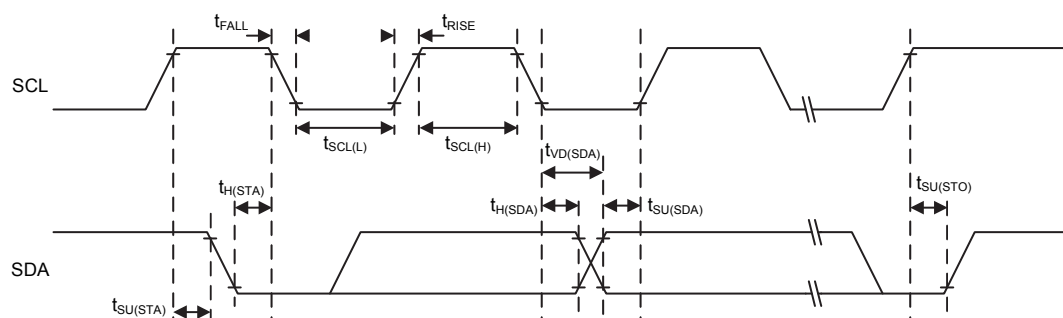 tFALL
tRISE
SCL
tSCL(L)
tSCL(H)
tVD(SDA)
tH(STA)
tH(SDA)
tSU(SDA)
tSU(STO)
SDA
tSU(STA)